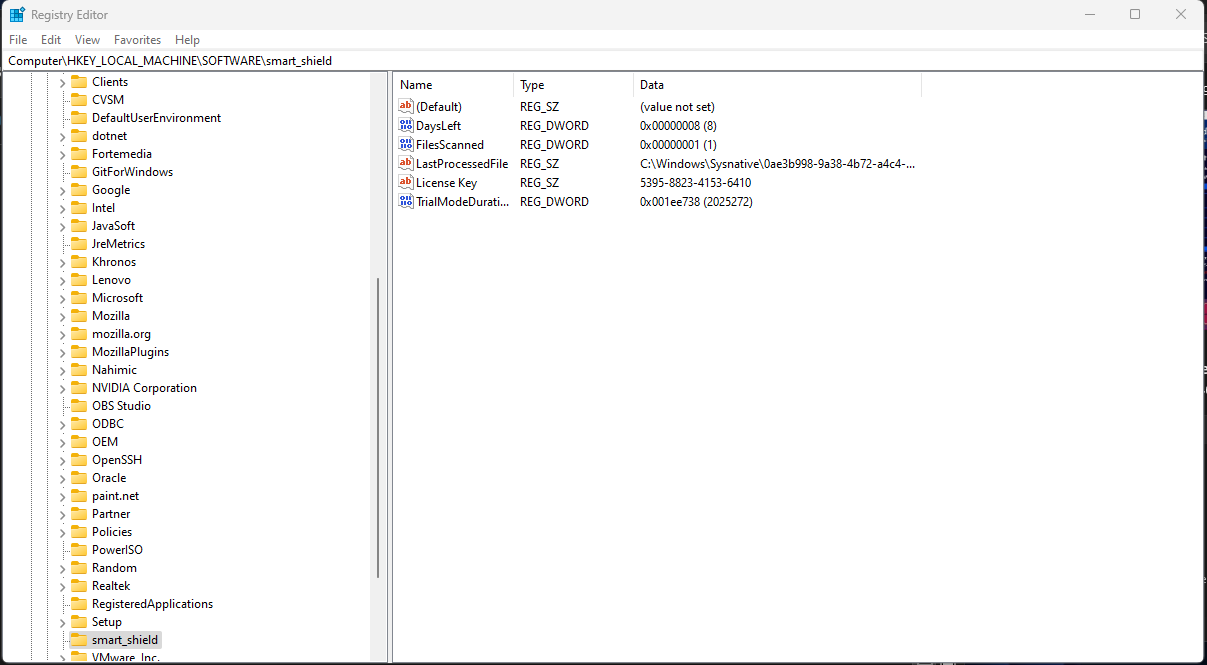 Registry Editor
File Edit View Favorites Help
Computer\HKEY_LOCAL_MACHINE\SOFTWARE\smart_shield
Clients
CVSM
DefaultUserEnvironment
dotnet
Fortemedia
GitForWindows
Google
Intel
JavaSoft
JreMetrics
Khronos
Lenovo
Microsoft
Mozilla
mozilla.org
MozillaPlugins
Nahimic
NVIDIA Corporation
OBS Studio
ODBC
OEM
OpenSSH
Oracle
paint.net
Partner
Policies
PowerISO
Random
Realtek
RegisteredApplications
Setup
smart_shield
VMware, Inc.
Name Type Data
(Default) REG_SZ (value not set)
DaysLeft REG_DWORD 0x00000008 (8)
FilesScanned REG_DWORD 0x00000001 (1)
LastProcessedFile REG_SZ C:\Windows\Sysnative\0ae3b998-9a38-4b72-a4c4-...
License Key REG_SZ 5395-8823-4153-6410
TrialModeDurati... REG_DWORD 0x001ee738 (2025272)